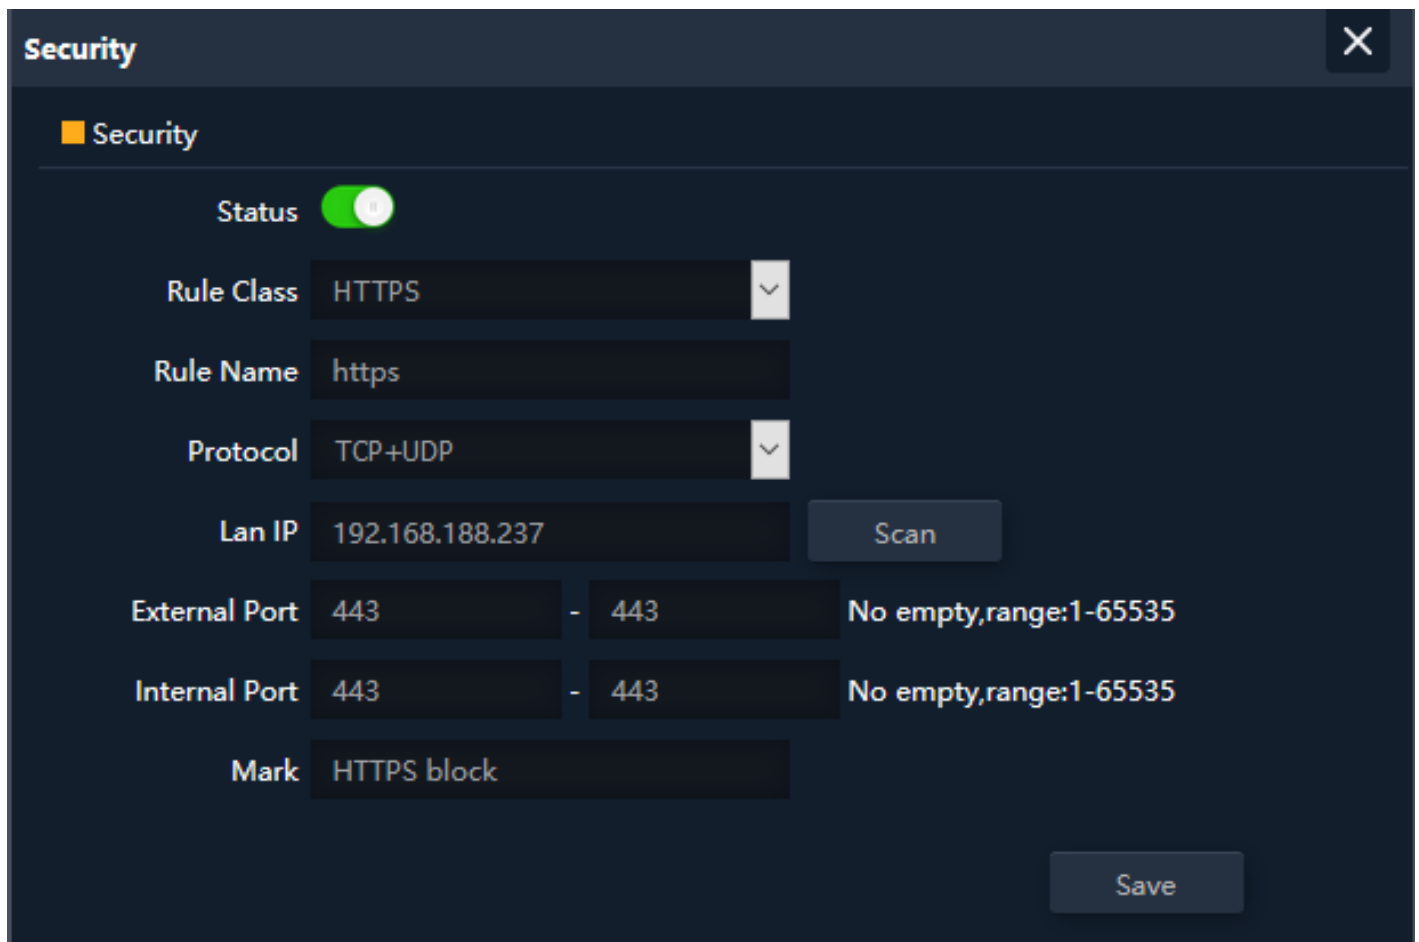 Security
Security
Status
Rule Class HTTPS
Rule Name https
Protocol TCP+UDP
Lan IP 192.168.188.237 Scan
External Port 443 - 443 No empty,range:1-65535
Internal Port 443 - 443 No empty,range:1-65535
Mark HTTPS block
Save